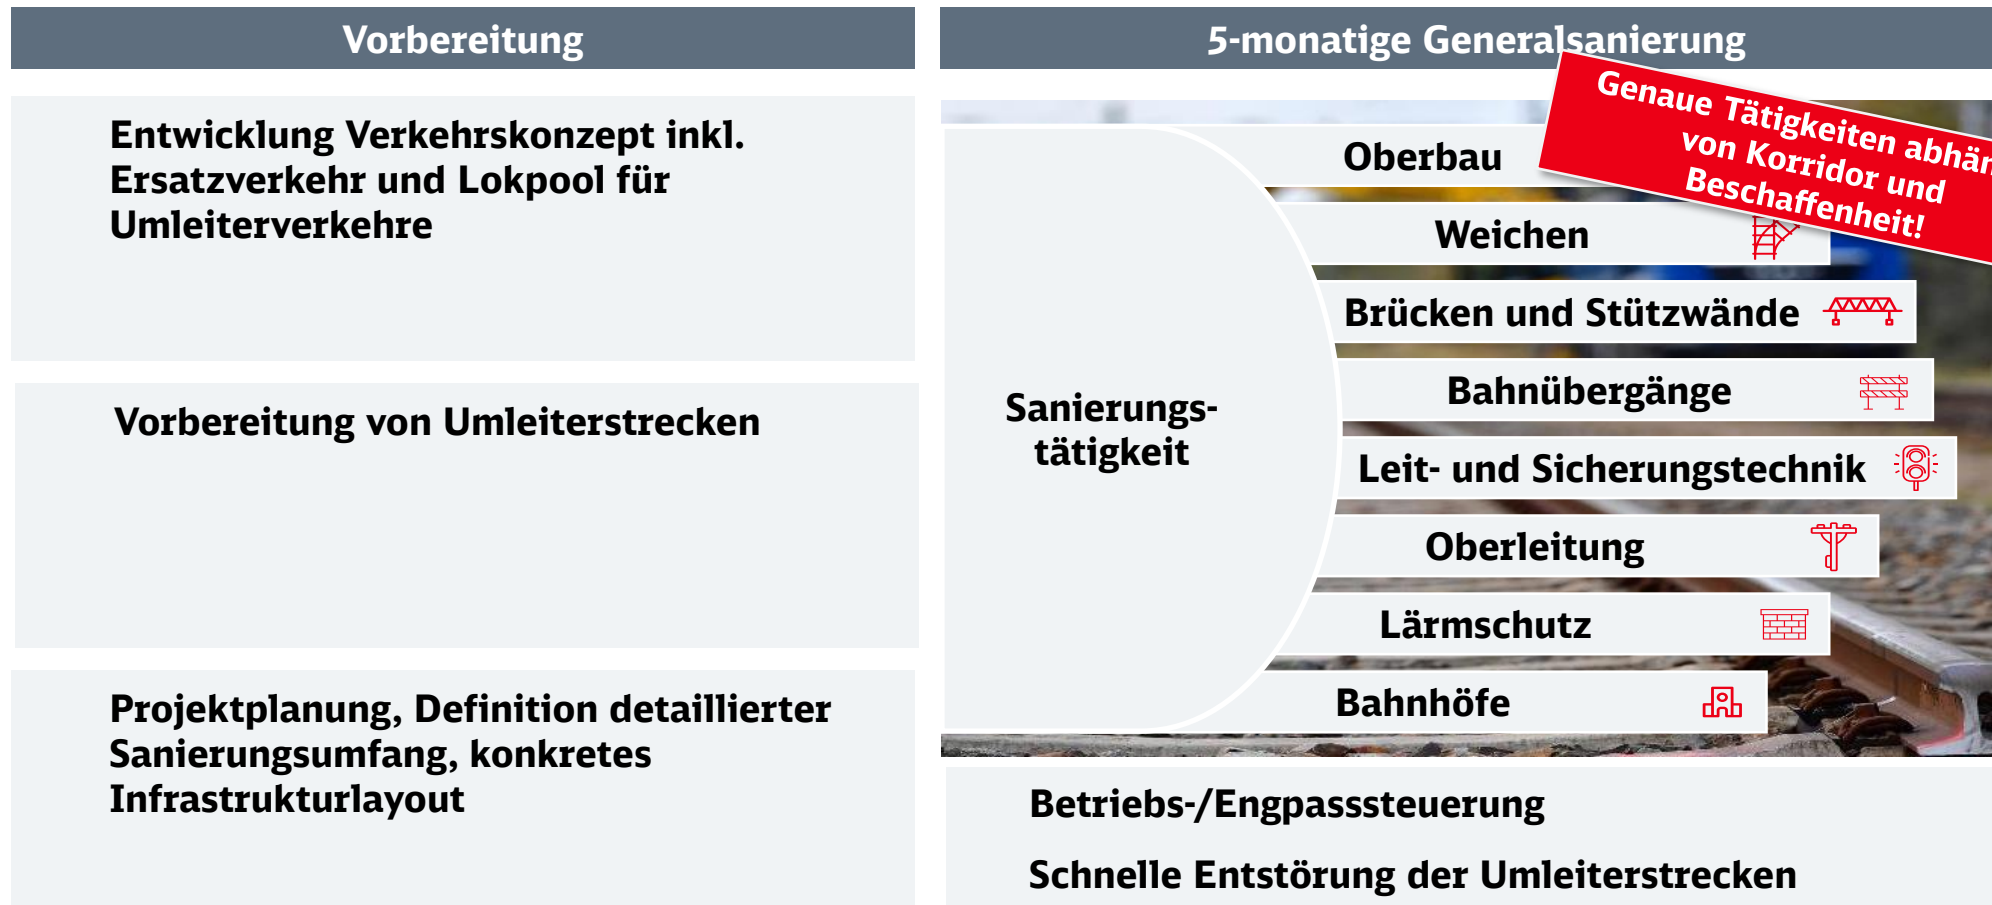 Vorbereitung
Entwicklung Verkehrskonzept inkl.
Ersatzverkehr und Lokpool für
Umleiterverkehre
Vorbereitung von Umleiterstrecken
Projektplanung, Definition detaillierter
Sanierungsumfang, konkretes
Infrastrukturlayout
5-monatige Generalsanierung
Genaue Tätigkeiten
von Korridor und
Beschaffenheit!
Sanierungs-
tätigkeit
Oberbau
Weichen
Brücken und Stützwände
Bahnübergänge
Leit- und Sicherungstechnik
Oberleitung
Lärmschutz
Bahnhöfe
Betriebs-/Engpasssteuerung
Schnelle Entstörung der Umleiterstrecken